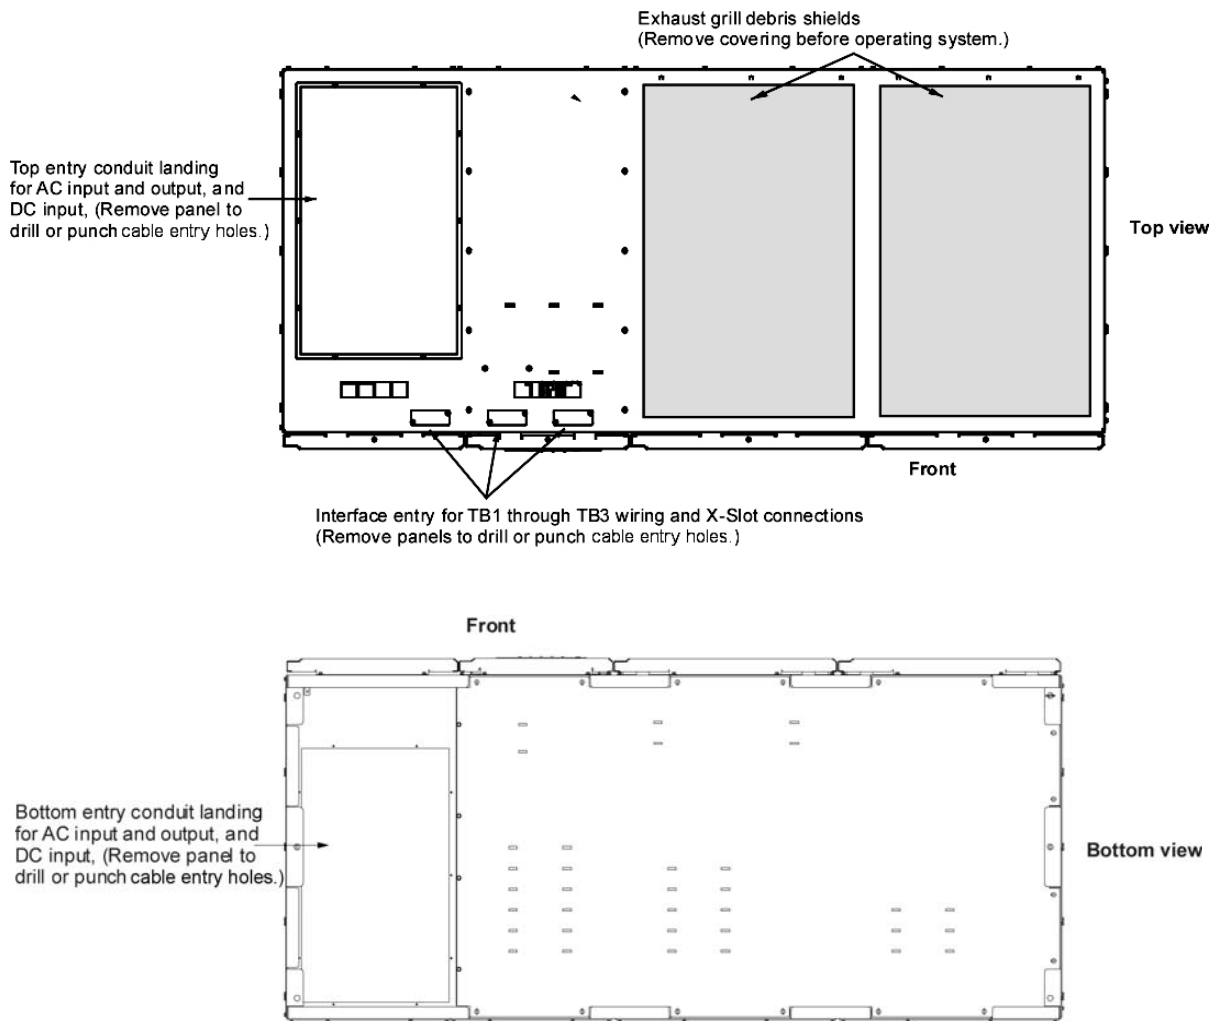 Exhaust grill debris shields
(Remove covering before operating system.)
Top entry conduit landing
for AC input and output, and
DC input, (Remove panel to
drill or punch cable entry holes.)
Top view
Front
Interface entry for TB1 through TB3 wiring and X-Slot connections
(Remove panels to drill or punch cable entry holes.)
Front
Bottom entry conduit landing
for AC input and output, and
DC input, (Remove panel to
drill or punch cable entry holes.)
Bottom view